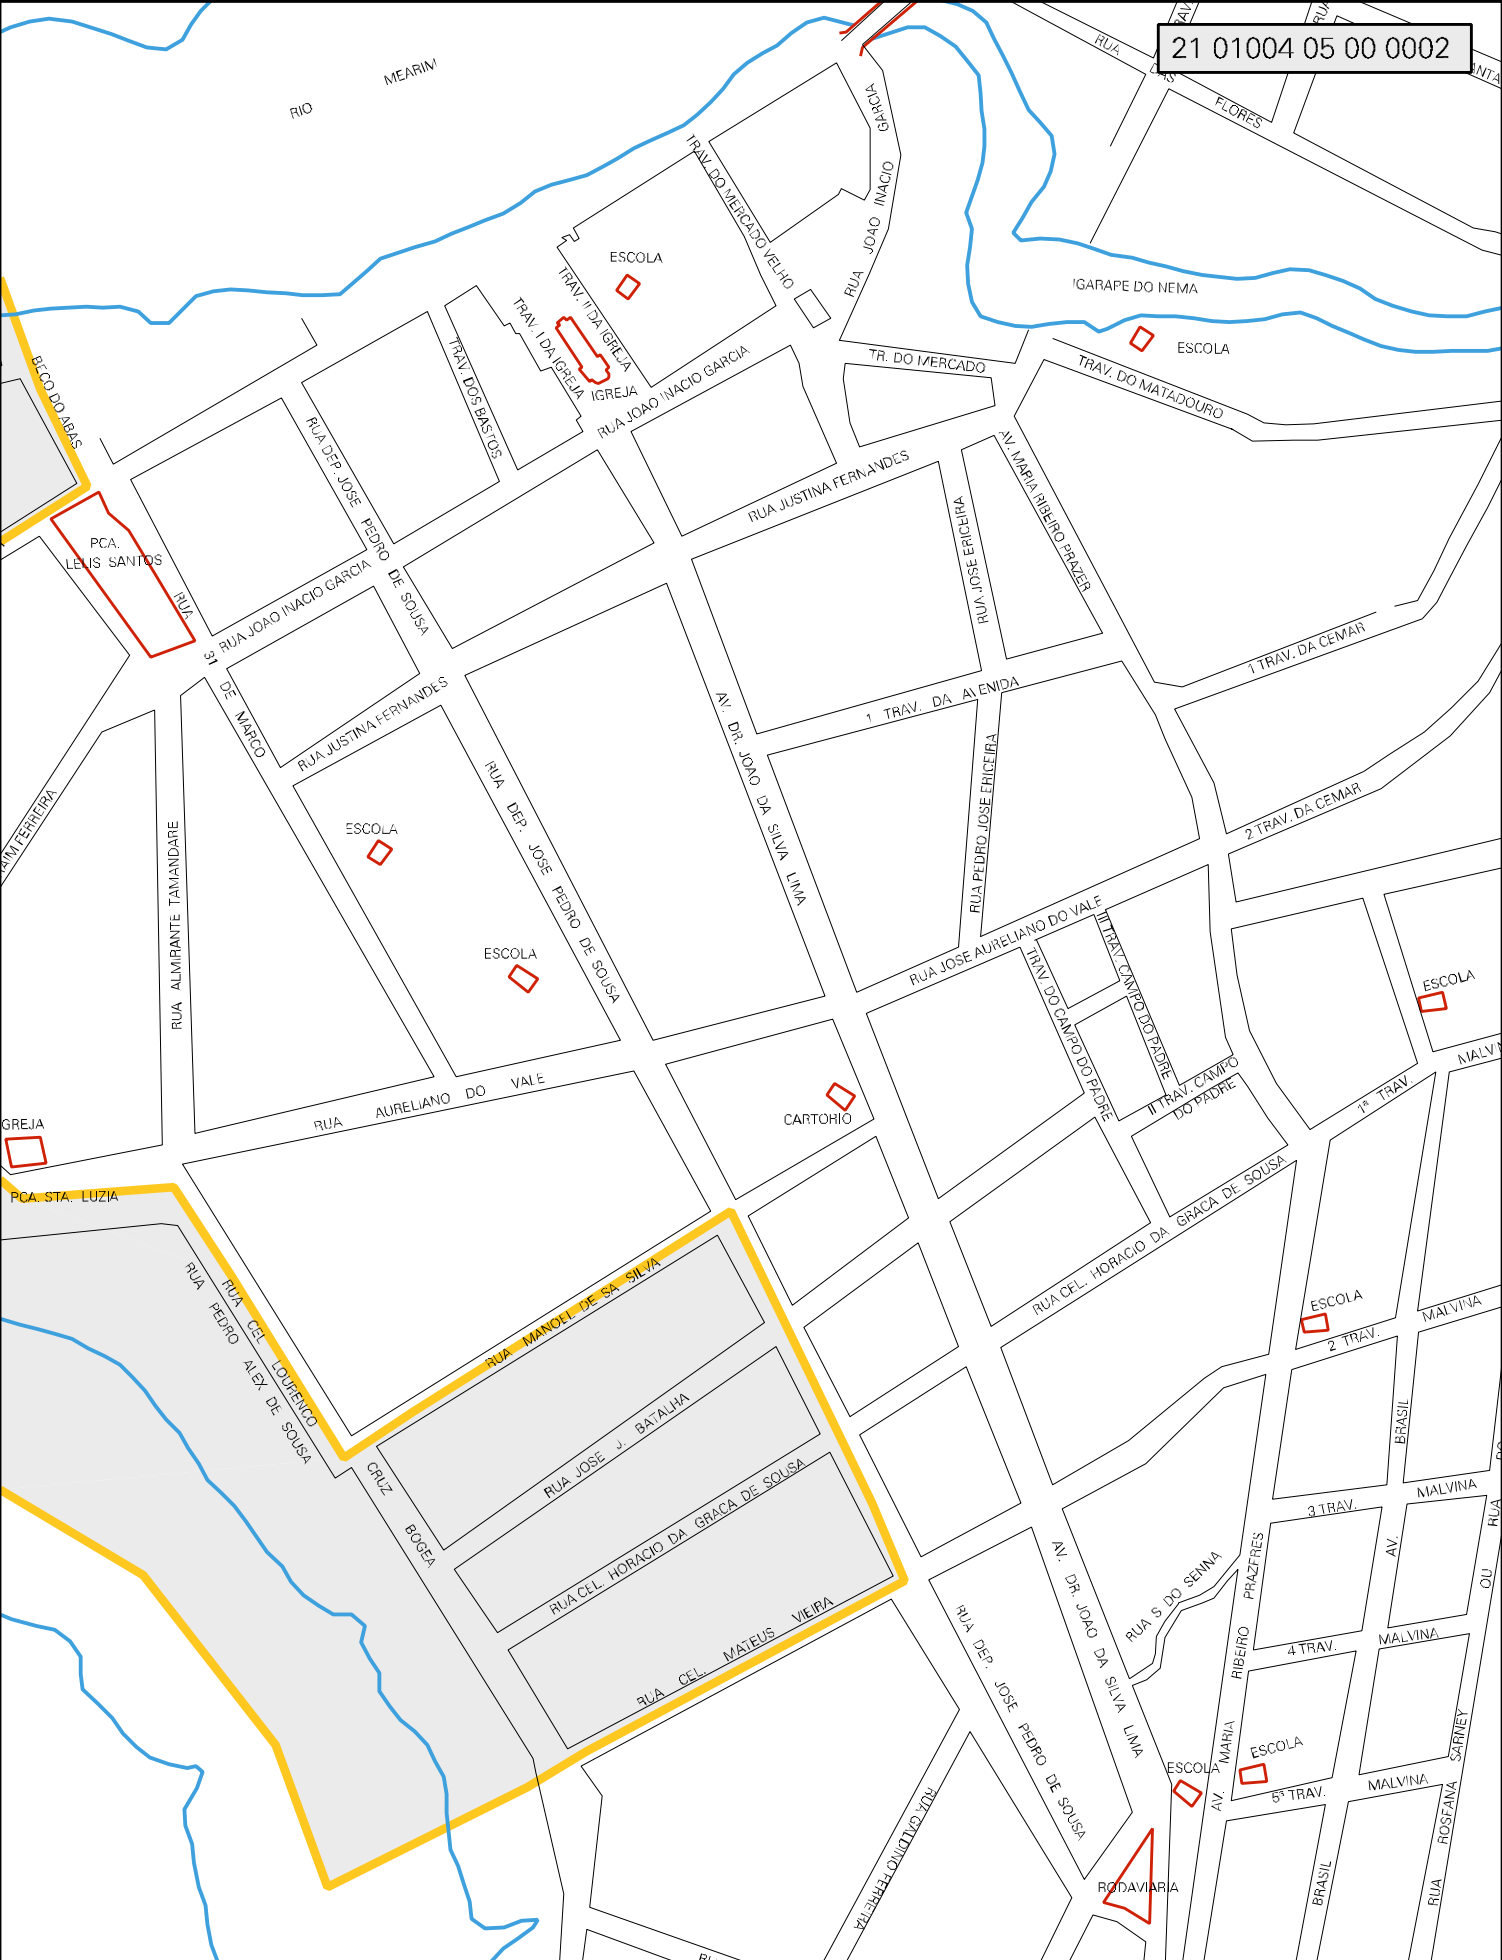 21 01004 05 00 0002
RIO MEARIM
RUA DAS FLORES
RUA JOAO INACIO GARCIA
TRAV. DO MERCADO VELHO
ESCOLA
IGARAPE DO NEMA
ESCOLA
TRAV. II DA IGREJA
TRAV. I DA IGREJA
IGREJA
RUA JOAO INACIO GARCIA
TR. DO MERCADO
TRAV. DO MATADOURO
BECO DO ABAS
TRAV. DOS BASTOS
RUA DEP. JOSE PEDRO DE SOUSA
RUA JUSTINA FERNANDES
AV. MARIA RIBEIRO PRAZER
RUA JOSE ERICEIRA
PCA.
LELIS SANTOS
RUA 31 DE MARCO
RUA JOAO INACIO GARCIA
1 TRAV. DA CEMAR
RUA JUSTINA FERNANDES
1 TRAV. DA AVENIDA
AV. DR. JOAO DA SILVA LIMA
RUA PEDRO JOSE ERICEIRA
RUA DEP. JOSE PEDRO DE SOUSA
2 TRAV. DA CEMAR
AIM FERREIRA
RUA ALMIRANTE TAMANDARE
ESCOLA
ESCOLA
RUA JOSE AURELIANO DO VALE
III TRAV. CAMPO DO PADRE
TRAV. DO CAMPO DO PADRE
II TRAV. CAMPO
DO PADRE
ESCOLA
MALVIN
1ª TRAV.
RUA AURELIANO DO VALE
CARTORIO
GREJA
PCA. STA. LUZIA
RUA CEL. HORACIO DA GRACA DE SOUSA
RUA CEL LOURENCO
CRUZ BOGEA
RUA PEDRO ALEX. DE SOUSA
RUA MANOEL DE SA SILVA
ESCOLA
2 TRAV.
MALVINA
RUA JOSE J. BATALHA
RUA CEL. HORACIO DA GRACA DE SOUSA
AV. BRASIL
3 TRAV.
MALVINA
RUA S DO SENNA
AV. DR. JOAO DA SILVA LIMA
RUA DEP. JOSE PEDRO DE SOUSA
RUA CEL. MATEUS VIEIRA
AV. MARIA RIBEIRO PRAZERES
4 TRAV.
MALVINA
RUA
OU
ESCOLA
ESCOLA
5ª TRAV.
MALVINA
RUA ROSEANA SARNEY
BRASIL
RUA GALDINO FERREIRA
RODAVIARIA